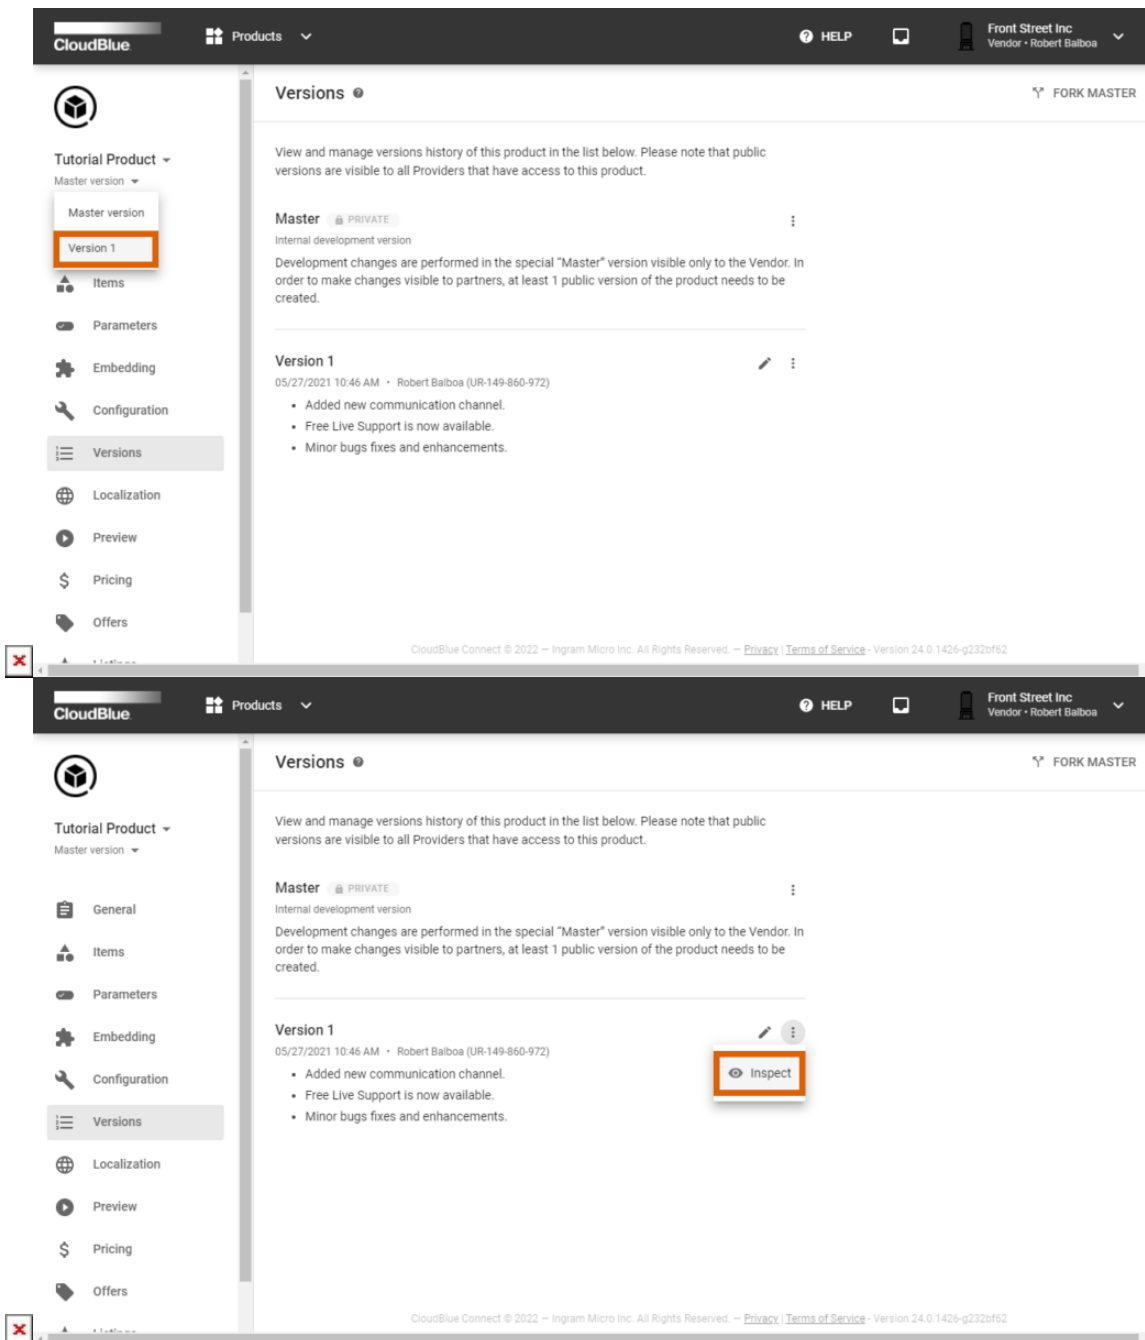 CloudBlue
Products
HELP
Front Street Inc
Vendor • Robert Balboa
Tutorial Product
Master version
Master version
Version 1
Items
Parameters
Embedding
Configuration
Versions
Localization
Preview
Pricing
Offers
Versions
FORK MASTER
View and manage versions history of this product in the list below. Please note that public
versions are visible to all Providers that have access to this product.
Master PRIVATE
Internal development version
Development changes are performed in the special “Master” version visible only to the Vendor. In
order to make changes visible to partners, at least 1 public version of the product needs to be
created.
Version 1
05/27/2021 10:46 AM • Robert Balboa (UR-149-860-972)
• Added new communication channel.
• Free Live Support is now available.
• Minor bugs fixes and enhancements.
CloudBlue Connect © 2022 — Ingram Micro Inc. All Rights Reserved. — Privacy | Terms of Service - Version 24.0.1426-g232bf62
CloudBlue
Products
HELP
Front Street Inc
Vendor • Robert Balboa
Tutorial Product
Master version
General
Items
Parameters
Embedding
Configuration
Versions
Localization
Preview
Pricing
Offers
Versions
FORK MASTER
View and manage versions history of this product in the list below. Please note that public
versions are visible to all Providers that have access to this product.
Master PRIVATE
Internal development version
Development changes are performed in the special “Master” version visible only to the Vendor. In
order to make changes visible to partners, at least 1 public version of the product needs to be
created.
Version 1
05/27/2021 10:46 AM • Robert Balboa (UR-149-860-972)
• Added new communication channel.
• Free Live Support is now available.
• Minor bugs fixes and enhancements.
Inspect
CloudBlue Connect © 2022 — Ingram Micro Inc. All Rights Reserved. — Privacy | Terms of Service - Version 24.0.1426-g232bf62